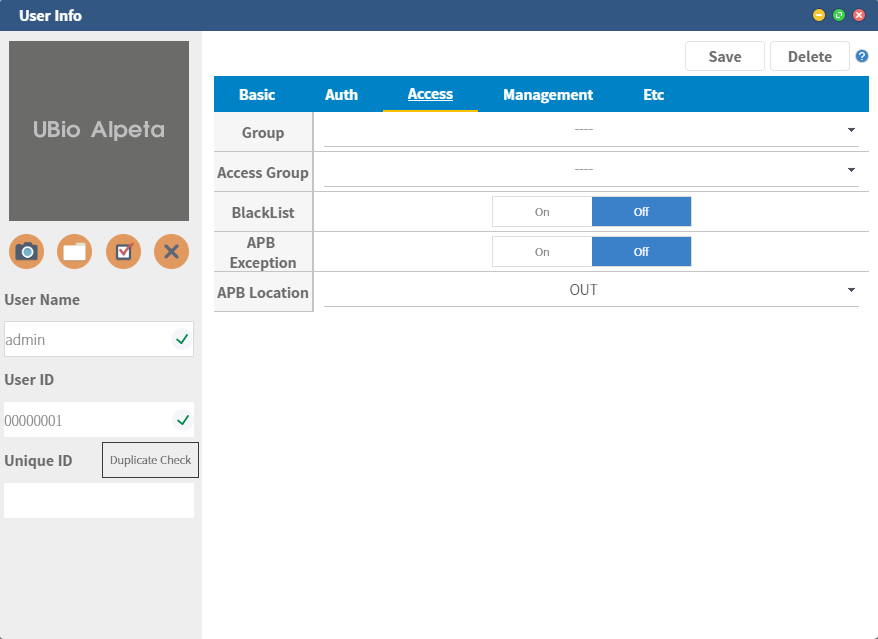 User Info
Save
Delete
?
UBio Alpeta
Basic
Auth
Access
Management
Etc
Group
----
Access Group
----
BlackList
On
Off
APB
Exception
On
Off
APB Location
OUT
User Name
admin
User ID
00000001
Unique ID
Duplicate Check